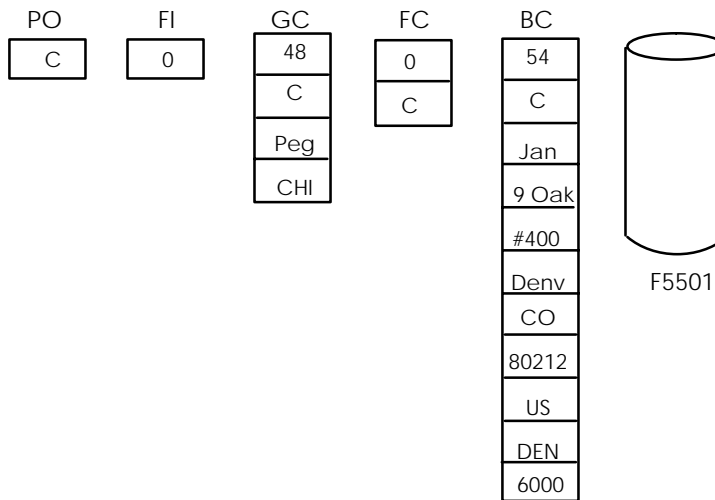 PO FI GC FC BC
C 0 48 0 54
C C C
Peg Jan
CHI 9 Oak
#400
Denv F5501
CO
80212
US
DEN
6000